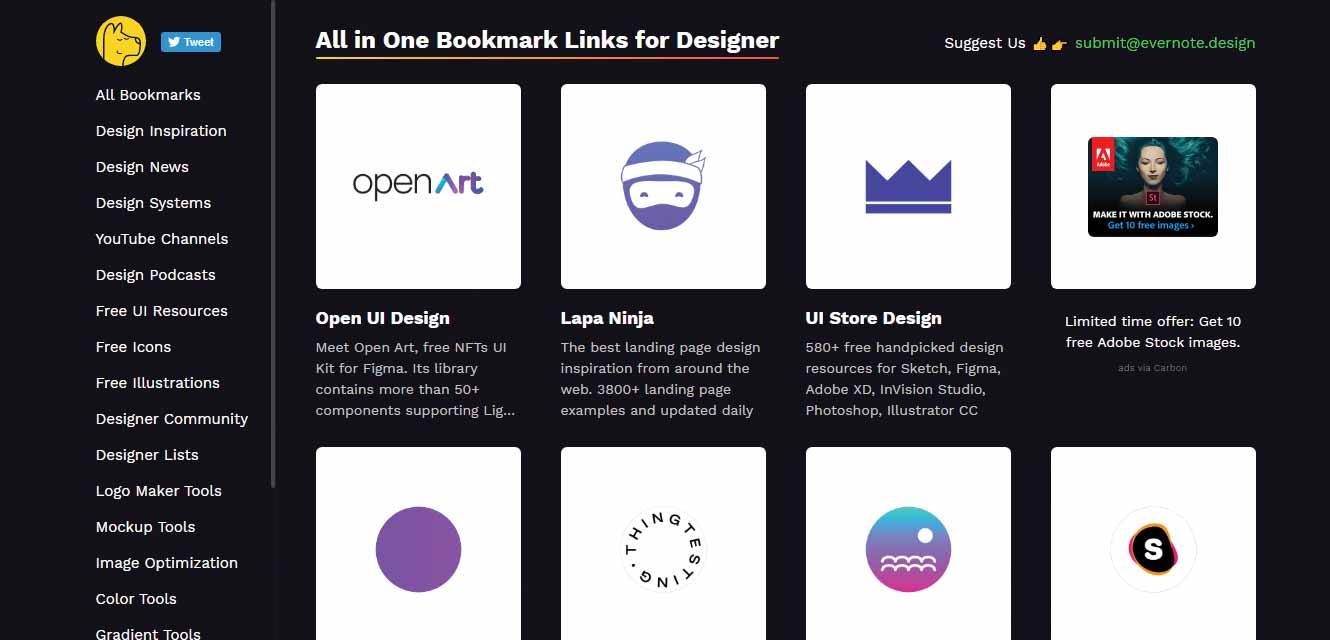 Tweet
All in One Bookmark Links for Designer
Suggest Us 👍 👉 submit@evernote.design
All Bookmarks
Design Inspiration
Design News
Design Systems
YouTube Channels
Design Podcasts
Free UI Resources
Free Icons
Free Illustrations
Designer Community
Designer Lists
Logo Maker Tools
Mockup Tools
Image Optimization
Color Tools
Gradient Tools
openArt
Open UI Design
Meet Open Art, free NFTs UI
Kit for Figma. Its library
contains more than 50+
components supporting Lig...
Lapa Ninja
The best landing page design
inspiration from around the
web. 3800+ landing page
examples and updated daily
UI Store Design
580+ free handpicked design
resources for Sketch, Figma,
Adobe XD, InVision Studio,
Photoshop, Illustrator CC
Adobe
St
MAKE IT WITH ADOBE STOCK.
Get 10 free images ›
Limited time offer: Get 10
free Adobe Stock images.
ads via Carbon
THINGTESTING •
S